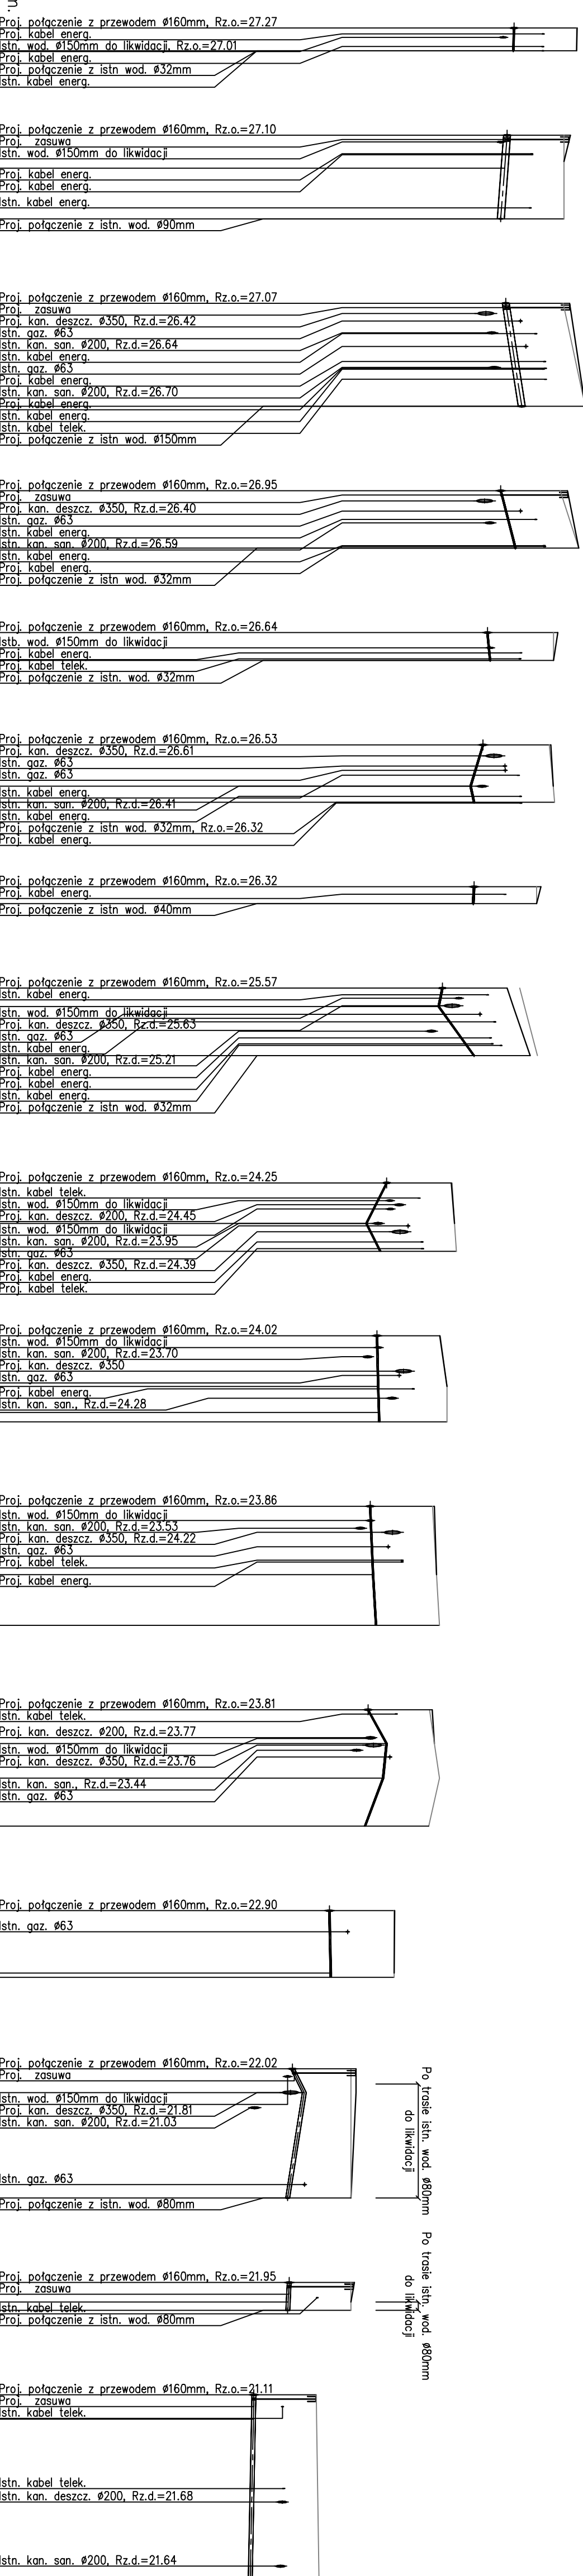 Proj. połączenie z przewodem Ø160mm, Rz.o.=27.27
Proj. kabel energ.
Istn. wod. Ø150mm do likwidacji, Rz.o.=27.01
Proj. kabel energ.
Proj. połączenie z istn wod. Ø32mm
Istn. kabel energ.
Proj. połączenie z przewodem Ø160mm, Rz.o.=27.10
Proj. zasuwa
Istn. wod. Ø150mm do likwidacji
Proj. kabel energ.
Proj. kabel energ.
Istn. kabel energ.
Proj. połączenie z istn. wod. Ø90mm
Proj. połączenie z przewodem Ø160mm, Rz.o.=27.07
Proj. zasuwa
Proj. kan. deszcz. Ø350, Rz.d.=26.42
Istn. gaz. Ø63
Istn. kan. san. Ø200, Rz.d.=26.64
Istn. kabel energ.
Istn. gaz. Ø63
Proj. kabel energ.
Istn. kan. san. Ø200, Rz.d.=26.70
Proj. kabel energ.
Istn. kabel energ.
Istn. kabel telek.
Proj. połączenie z istn wod. Ø150mm
Proj. połączenie z przewodem Ø160mm, Rz.o.=26.95
Proj. zasuwa
Proj. kan. deszcz. Ø350, Rz.d.=26.40
Istn. gaz. Ø63
Istn. kabel energ.
Istn. kan. san. Ø200, Rz.d.=26.59
Istn. kabel energ.
Proj. kabel energ.
Proj. połączenie z istn wod. Ø32mm
Proj. połączenie z przewodem Ø160mm, Rz.o.=26.64
Istb. wod. Ø150mm do likwidacji
Proj. kabel energ.
Proj. kabel telek.
Proj. połączenie z istn. wod. Ø32mm
Proj. połączenie z przewodem Ø160mm, Rz.o.=26.53
Proj. kan. deszcz. Ø350, Rz.d.=26.61
Istn. gaz. Ø63
Istn. gaz. Ø63
Istn. kabel energ.
Istn. kan. san. Ø200, Rz.d.=26.41
Istn. kabel energ.
Proj. połączenie z istn wod. Ø32mm, Rz.o.=26.32
Proj. kabel energ.
Proj. połączenie z przewodem Ø160mm, Rz.o.=26.32
Proj. kabel energ.
Proj. połączenie z istn wod. Ø40mm
Proj. połączenie z przewodem Ø160mm, Rz.o.=25.57
Istn. kabel energ.
Istn. wod. Ø150mm do likwidacji
Proj. kan. deszcz. Ø350, Rz.d.=25.63
Istn. gaz. Ø63
Istn. kabel energ.
Istn. kan. san. Ø200, Rz.d.=25.21
Proj. kabel energ.
Proj. kabel energ.
Istn. kabel energ.
Proj. połączenie z istn wod. Ø32mm
Proj. połączenie z przewodem Ø160mm, Rz.o.=24.25
Istn. kabel telek.
Istn. wod. Ø150mm do likwidacji
Proj. kan. deszcz. Ø200, Rz.d.=24.45
Istn. wod. Ø150mm do likwidacji
Istn. kan. san. Ø200, Rz.d.=23.95
Istn. gaz. Ø63
Proj. kan. deszcz. Ø350, Rz.d.=24.39
Proj. kabel energ.
Proj. kabel telek.
Proj. połączenie z przewodem Ø160mm, Rz.o.=24.02
Istn. wod. Ø150mm do likwidacji
Istn. kan. san. Ø200, Rz.d.=23.70
Proj. kan. deszcz. Ø350
Istn. gaz. Ø63
Proj. kabel energ.
Istn. kan. san., Rz.d.=24.28
Proj. połączenie z przewodem Ø160mm, Rz.o.=23.86
Istn. wod. Ø150mm do likwidacji
Istn. kan. san. Ø200, Rz.d.=23.53
Proj. kan. deszcz. Ø350, Rz.d.=24.22
Istn. gaz. Ø63
Proj. kabel telek.
Proj. kabel energ.
Proj. połączenie z przewodem Ø160mm, Rz.o.=23.81
Istn. kabel telek.
Proj. kan. deszcz. Ø200, Rz.d.=23.77
Istn. wod. Ø150mm do likwidacji
Proj. kan. deszcz. Ø350, Rz.d.=23.76
Istn. kan. san., Rz.d.=23.44
Istn. gaz. Ø63
Proj. połączenie z przewodem Ø160mm, Rz.o.=22.90
Istn. gaz. Ø63
Proj. połączenie z przewodem Ø160mm, Rz.o.=22.02
Proj. zasuwa
Istn. wod. Ø150mm do likwidacji
Proj. kan. deszcz. Ø350, Rz.d.=21.81
Istn. kan. san. Ø200, Rz.d.=21.03
Istn. gaz. Ø63
Proj. połączenie z istn. wod. Ø80mm
Po trasie istn. wod. Ø80mm
do likwidacji
Proj. połączenie z przewodem Ø160mm, Rz.o.=21.95
Proj. zasuwa
Istn. kabel telek.
Proj. połączenie z istn. wod. Ø80mm
Po trasie istn. wod. Ø80mm
do likwidacji
Proj. połączenie z przewodem Ø160mm, Rz.o.=21.11
Proj. zasuwa
Istn. kabel telek.
Istn. kabel telek.
Istn. kan. deszcz. Ø200, Rz.d.=21.68
Istn. kan. san. Ø200, Rz.d.=21.64